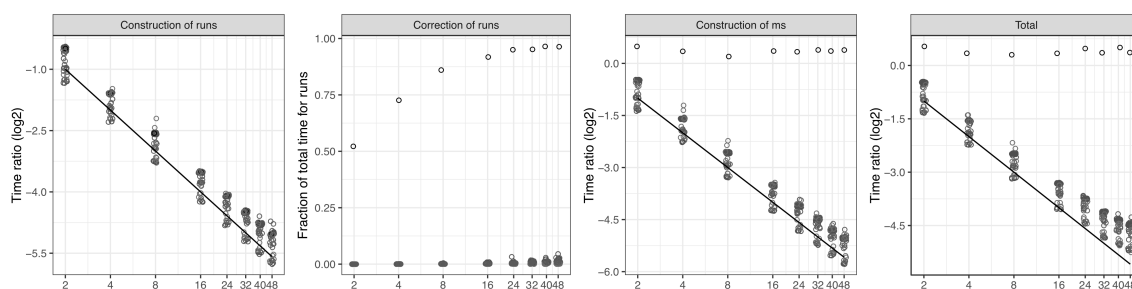 Construction of runs
Time ratio (log2)
−1.0
−2.5
−4.0
−5.5
2 4 8 16 24 32 40 48
Correction of runs
Fraction of total time for runs
1.00
0.75
0.50
0.25
0.00
2 4 8 16 24 32 40 48
Construction of ms
Time ratio (log2)
0.0
−1.5
−3.0
−4.5
−6.0
2 4 8 16 24 32 40 48
Total
Time ratio (log2)
0.0
−1.5
−3.0
−4.5
2 4 8 16 24 32 40 48